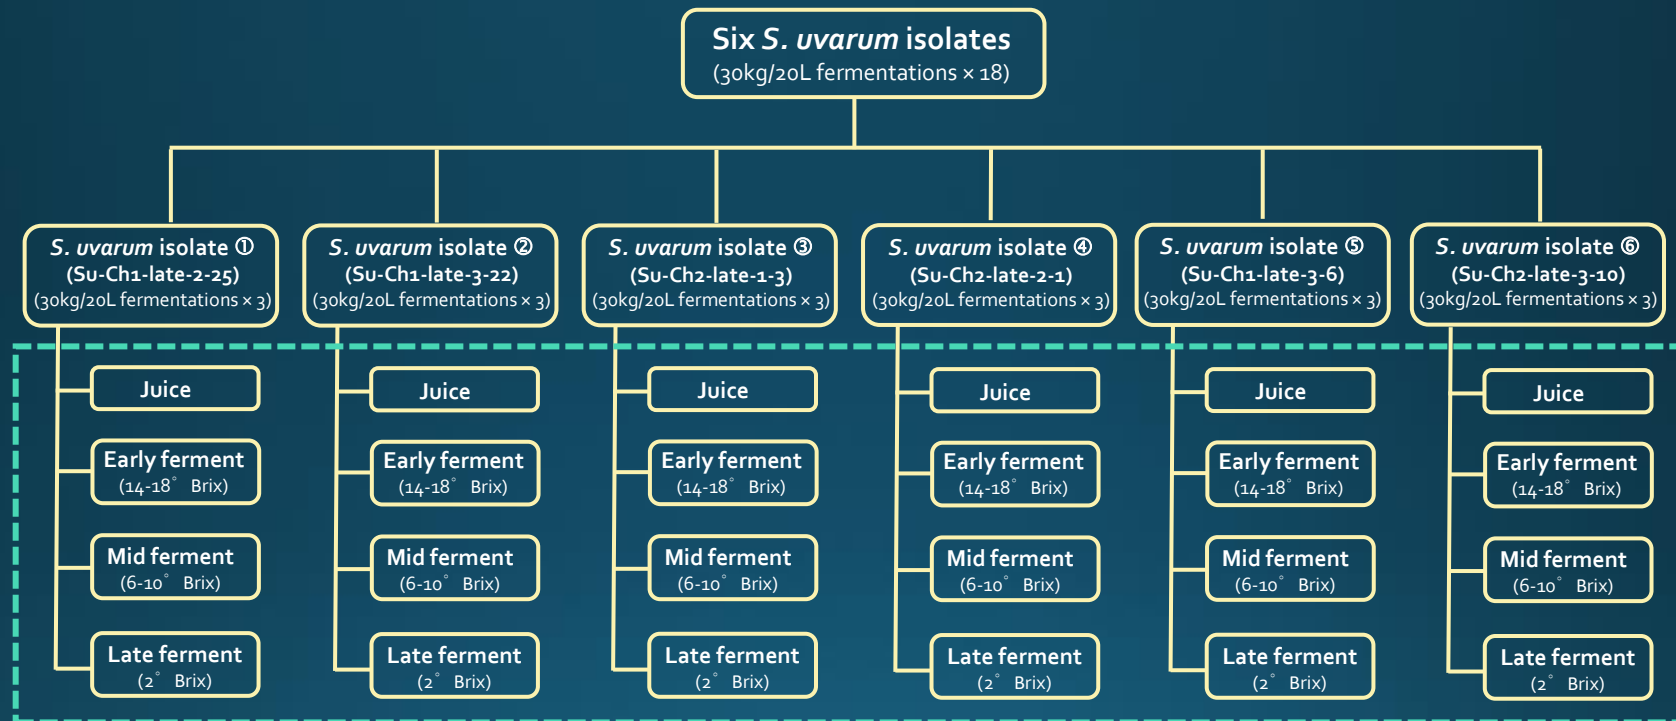 Six S. uvarum isolates
(30kg/20L fermentations × 18)
S. uvarum isolate ①
(Su-Ch1-late-2-25)
(30kg/20L fermentations × 3)
Juice
Early ferment
(14-18° Brix)
Mid ferment
(6-10° Brix)
Late ferment
(2° Brix)
S. uvarum isolate ②
(Su-Ch1-late-3-22)
(30kg/20L fermentations × 3)
Juice
Early ferment
(14-18° Brix)
Mid ferment
(6-10° Brix)
Late ferment
(2° Brix)
S. uvarum isolate ③
(Su-Ch2-late-1-3)
(30kg/20L fermentations × 3)
Juice
Early ferment
(14-18° Brix)
Mid ferment
(6-10° Brix)
Late ferment
(2° Brix)
S. uvarum isolate ④
(Su-Ch2-late-2-1)
(30kg/20L fermentations × 3)
Juice
Early ferment
(14-18° Brix)
Mid ferment
(6-10° Brix)
Late ferment
(2° Brix)
S. uvarum isolate ⑤
(Su-Ch1-late-3-6)
(30kg/20L fermentations × 3)
Juice
Early ferment
(14-18° Brix)
Mid ferment
(6-10° Brix)
Late ferment
(2° Brix)
S. uvarum isolate ⑥
(Su-Ch2-late-3-10)
(30kg/20L fermentations × 3)
Juice
Early ferment
(14-18° Brix)
Mid ferment
(6-10° Brix)
Late ferment
(2° Brix)